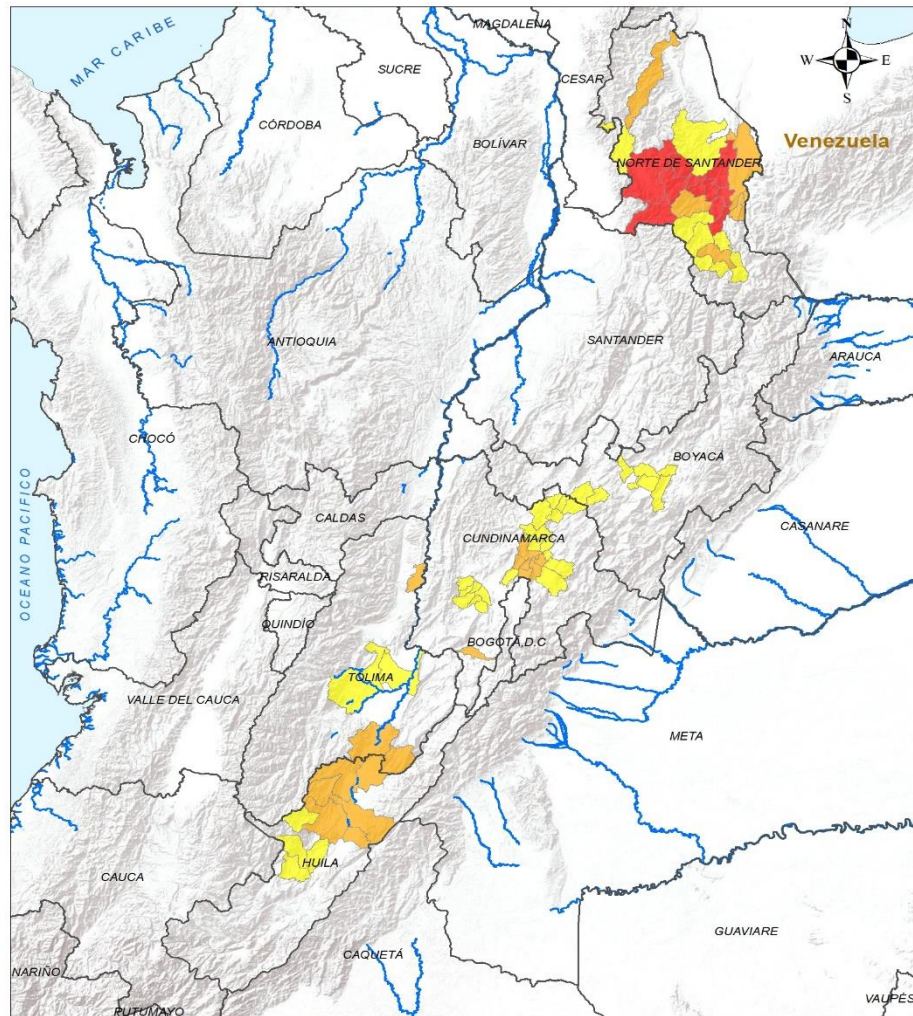 MAGDALENA
N
W E
S
MAR CARIBE
SUCRE
CESAR
CÓRDOBA
BOLÍVAR
Venezuela
NORTE DE SANTANDER
ANTIOQUIA
SANTANDER
ARAUCA
CHOCÓ
BOYACÁ
CALDAS
CUNDINAMARCA
CASANARE
OCEANO PACIFICO
RISARALDA
QUINDÍO
BOGOTÁ, D.C
TOLIMA
VALLE DEL CAUCA
META
HUILA
CAUCA
GUAVIARE
CAQUETÁ
NARIÑO
VAUPÉS
PUTUMAYO